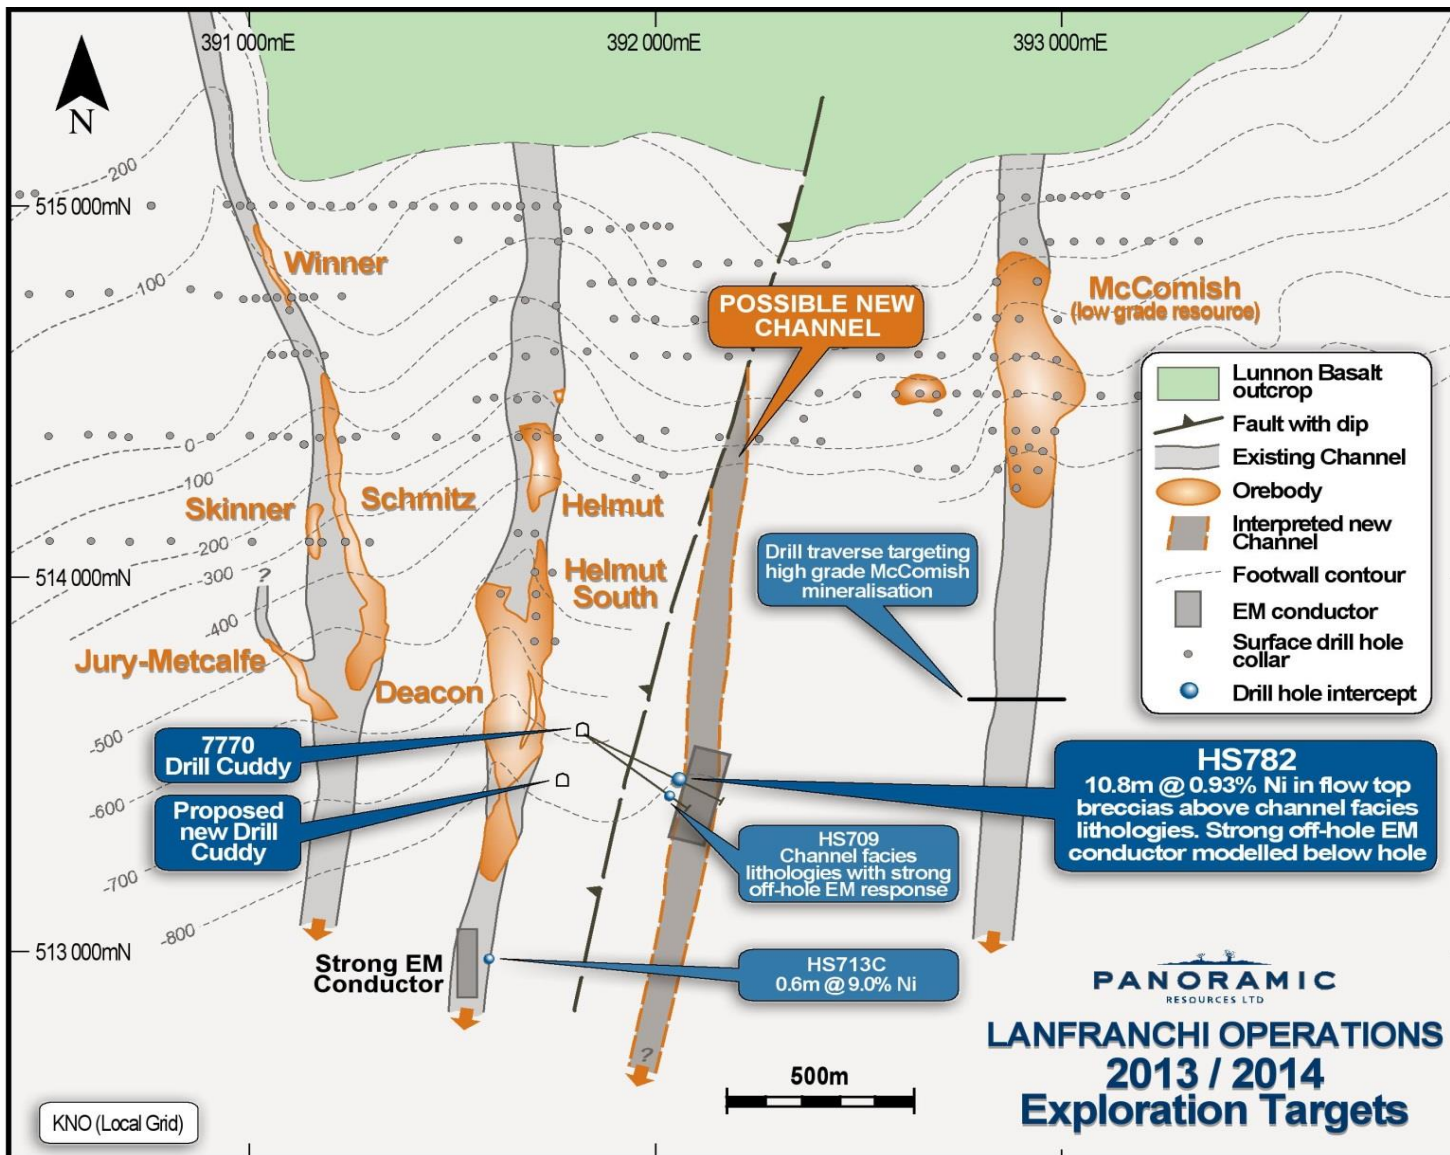 391 000mE
392 000mE
393 000mE
N
200
515 000mN
Winner
100
McComish
(low grade resource)
POSSIBLE NEW
CHANNEL
Lunnon Basalt
outcrop
Fault with dip
Existing Channel
Orebody
Interpreted new
Channel
Footwall contour
EM conductor
Surface drill hole
collar
Drill hole intercept
0
-100
Skinner
Schmitz
Helmut
-200
Drill traverse targeting
high grade McComish
mineralisation
514 000mN
?
-300
Helmut
South
-400
Jury-Metcalfe
Deacon
-500
7770
Drill Cuddy
HS782
10.8m @ 0.93% Ni in flow top
breccias above channel facies
lithologies. Strong off-hole EM
conductor modelled below hole
-600
Proposed
new Drill
Cuddy
HS709
Channel facies
lithologies with strong
off-hole EM response
-700
-800
513 000mN
Strong EM
Conductor
HS713C
0.6m @ 9.0% Ni
PANORAMIC
RESOURCES LTD
LANFRANCHI OPERATIONS
2013 / 2014
Exploration Targets
?
500m
KNO (Local Grid)